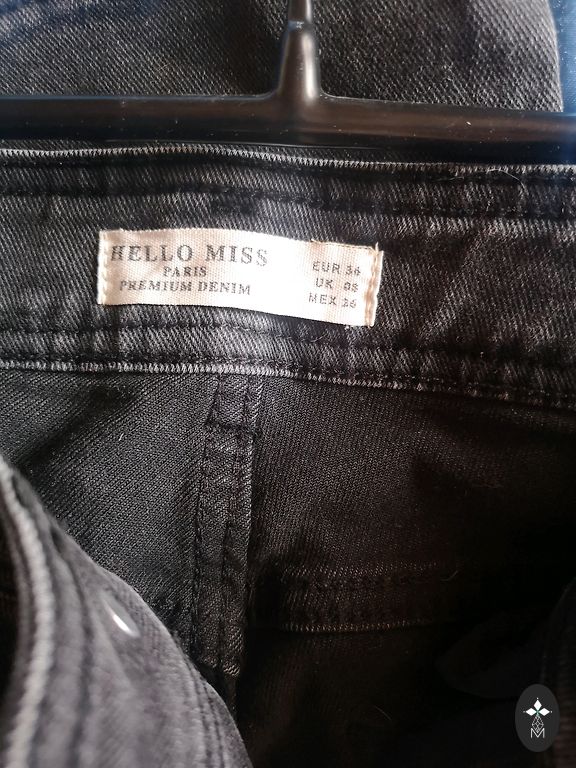 HELLO MISS
PARIS
PREMIUM DENIM
EUR 36
UK 08
MEX 26
M